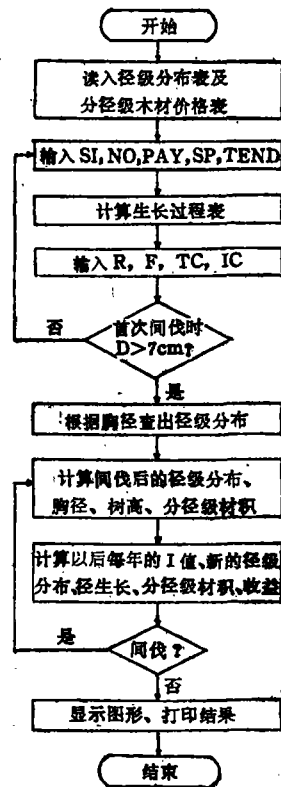 开始
读入径级分布表及
分径级木材价格表
输入 SI, NO, PAY, SP, TEND
计算生长过程表
输入 R, F, TC, IC
否
首次间伐时
D>7cm?
是
根据胸径查出径级分布
计算间伐后的径级分布、
胸径、树高、分径级材积
计算以后每年的 I 值、新的径级
分布、径生长、分径级材积、收益
是
间伐?
否
显示图形、打印结果
结束